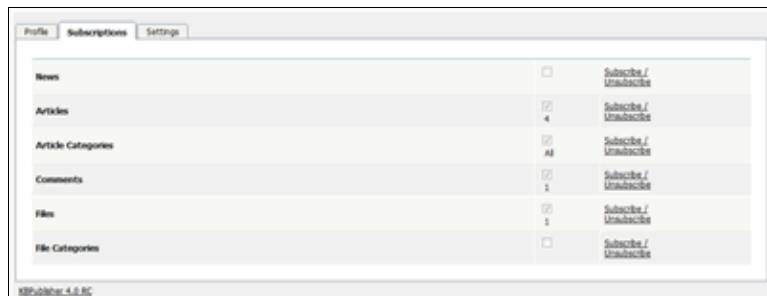 Profile Subscriptions Settings
News Subscribe /
Unsubscribe
Articles Subscribe /
4 Unsubscribe
Article Categories Subscribe /
All Unsubscribe
Comments Subscribe /
1 Unsubscribe
Files Subscribe /
1 Unsubscribe
File Categories Subscribe /
Unsubscribe
KBPublisher 4.0 RC